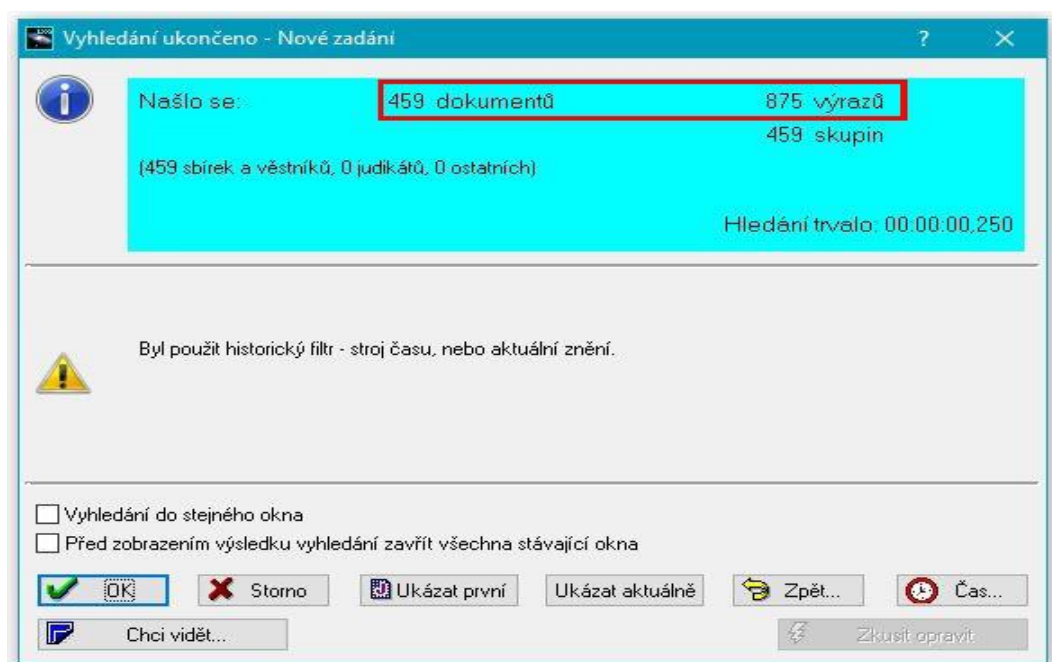 Vyhledání ukončeno - Nové zadání ? ×
Našlo se: 459 dokumentů 875 výrazů
459 skupin
(459 sbírek a věstníků, 0 judikátů, 0 ostatních)
Hledání trvalo: 00:00:00,250
Byl použit historický filtr - stroj času, nebo aktuální znění.
Vyhledání do stejného okna
Před zobrazením výsledku vyhledání zavřít všechna stávající okna
OK Storno Ukázat první Ukázat aktuálně Zpět... Čas...
Chci vidět... Zkusit opravit